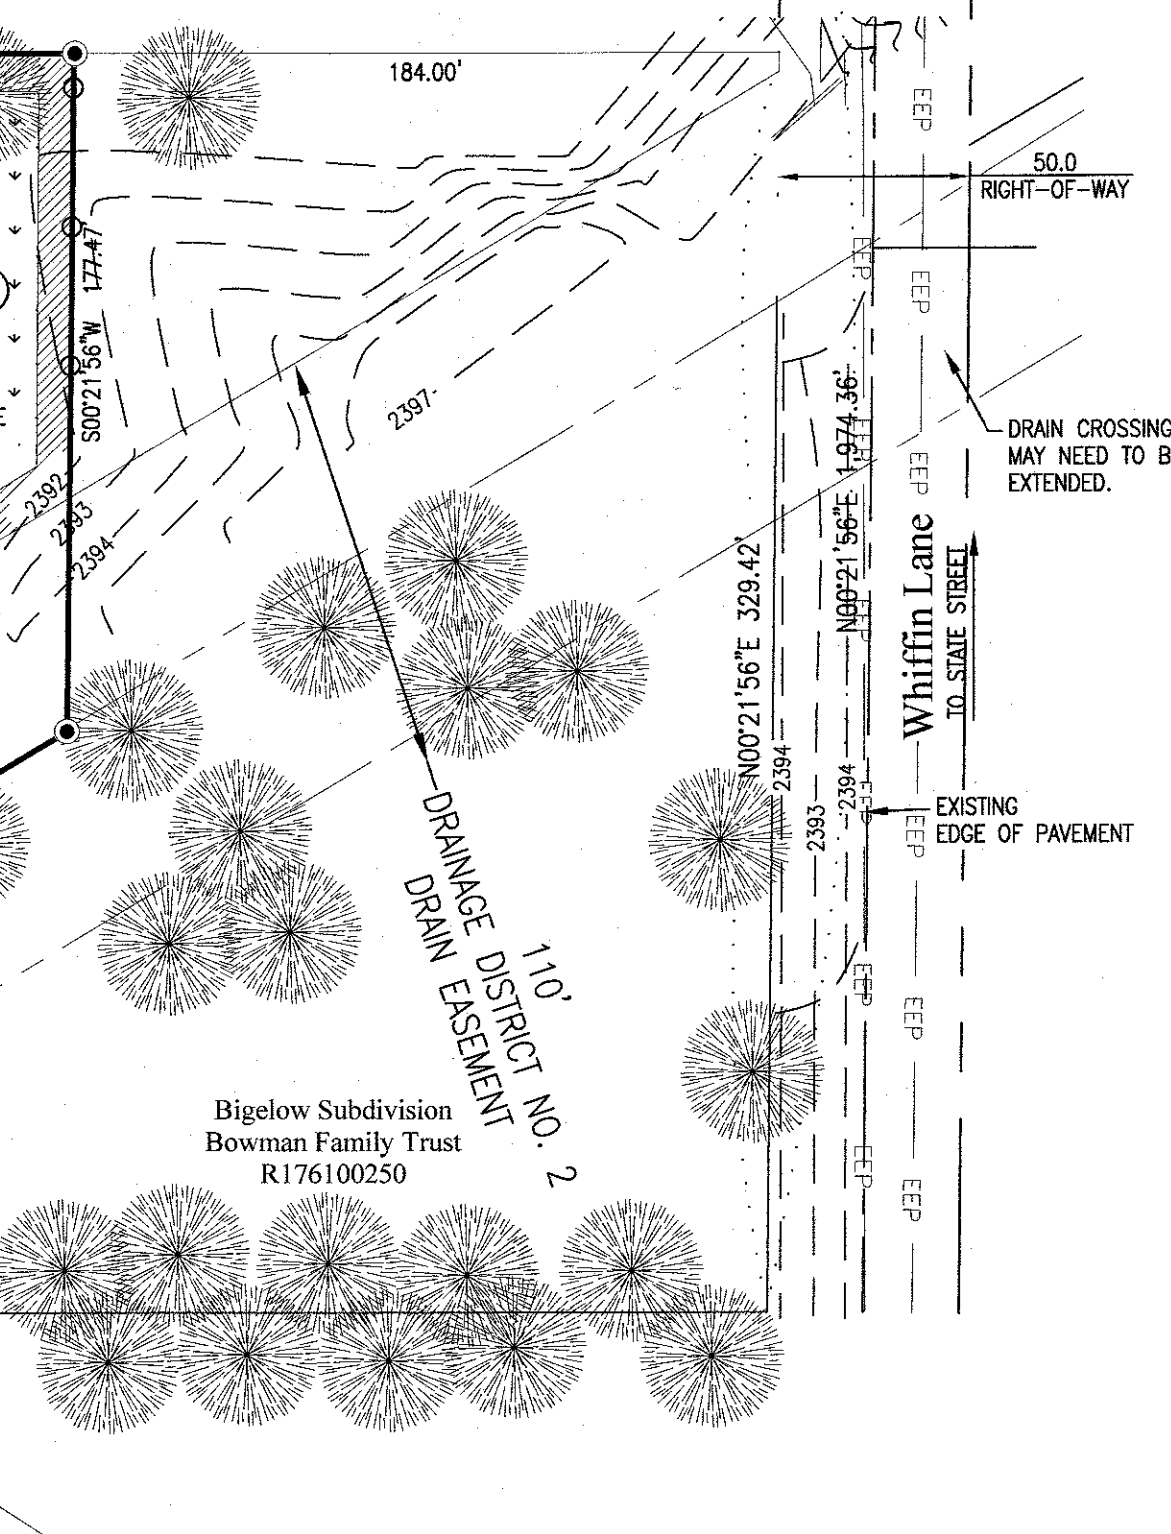 184.00'
50.0
RIGHT-OF-WAY
S00°21'56"W 177.47'
2397
2392
2393
2394
DRAIN CROSSING
MAY NEED TO B
EXTENDED.
N00°21'56"E 329.42'
N00°21'56"E 1,974.36'
Whiffin Lane
TO STATE STREET
2394
2393
2394
EXISTING
EDGE OF PAVEMENT
110'
DRAINAGE DISTRICT NO. 2
DRAIN EASEMENT
Bigelow Subdivision
Bowman Family Trust
R176100250
EEP
EEP
EEP
EEP
EEP
EEP
EEP
EEP
EEP
EEP
EEP
EEP